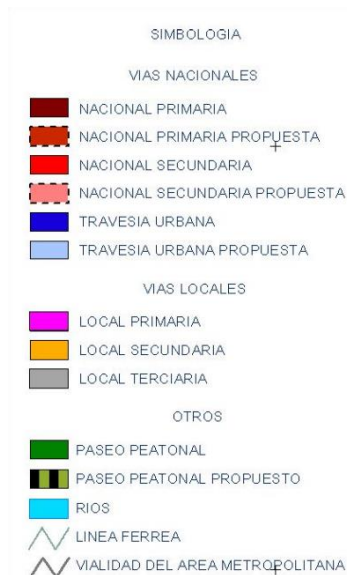 SIMBOLOGIA
VIAS NACIONALES
NACIONAL PRIMARIA
NACIONAL PRIMARIA PROPUESTA
NACIONAL SECUNDARIA
NACIONAL SECUNDARIA PROPUESTA
TRAVESIA URBANA
TRAVESIA URBANA PROPUESTA
VIAS LOCALES
LOCAL PRIMARIA
LOCAL SECUNDARIA
LOCAL TERCIARIA
OTROS
PASEO PEATONAL
PASEO PEATONAL PROPUESTO
RIOS
LINEA FERREA
VIALIDAD DEL AREA METROPOLITANA